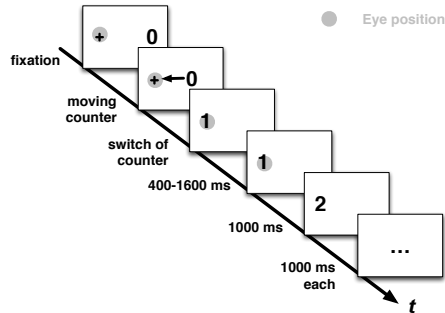 Eye position
+ 0
fixation
+ 0
moving
counter
1
switch of
counter
1
400-1600 ms
2
1000 ms
...
1000 ms
each
t